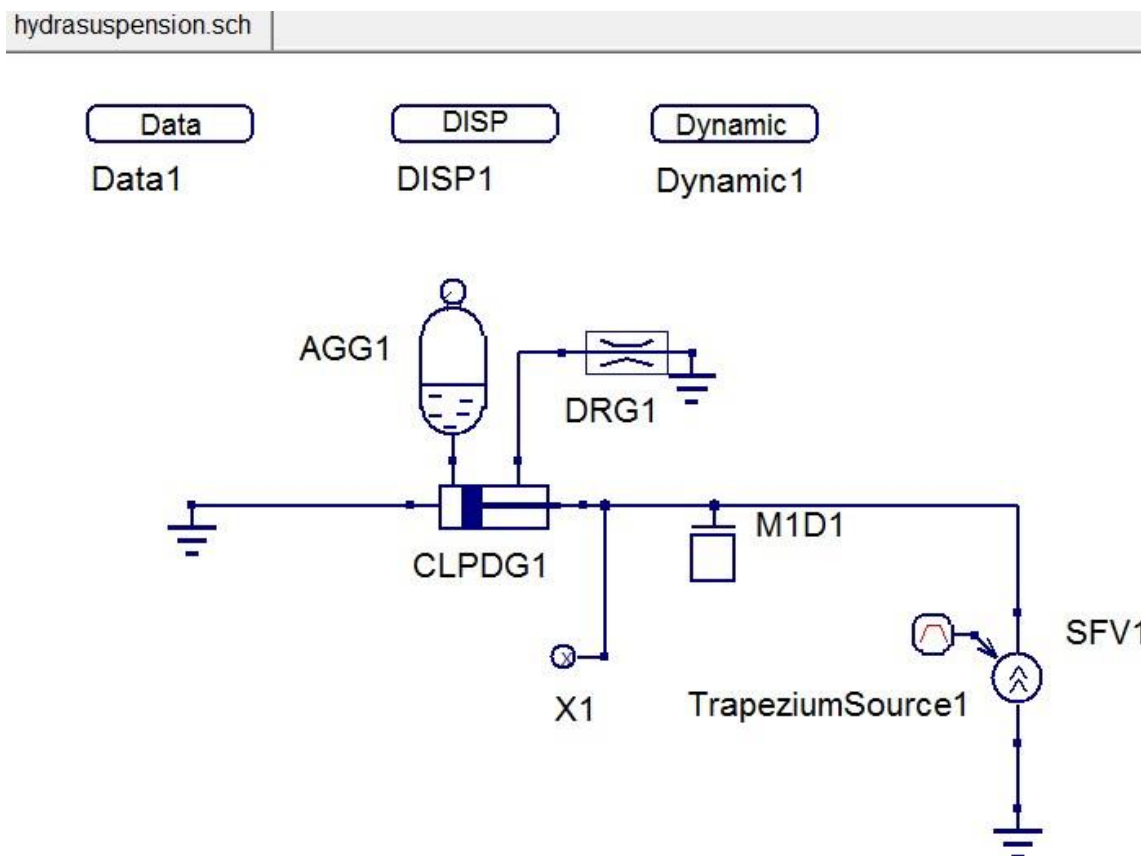 hydrasuspension.sch
Data
DISP
Dynamic
Data1
DISP1
Dynamic1
AGG1
DRG1
M1D1
CLPDG1
SFV1
X
X1
TrapeziumSource1